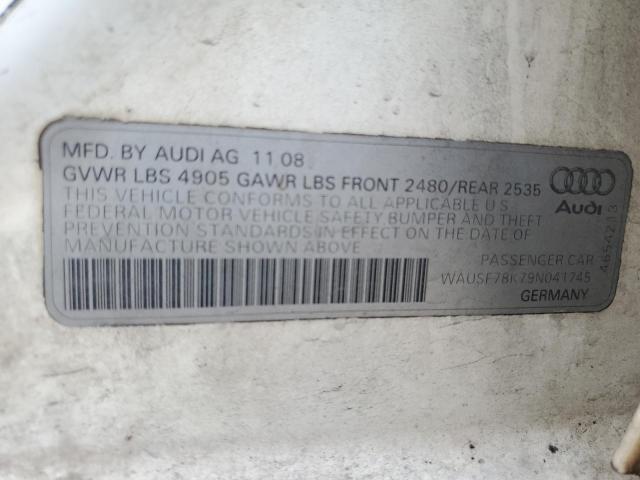 MFD. BY AUDI AG 11 08
GVWR LBS 4905 GAWR LBS FRONT 2480/REAR 2535
THIS VEHICLE CONFORMS TO ALL APPLICABLE U S
FEDERAL MOTOR VEHICLE SAFETY BUMPER AND THEFT
PREVENTION STANDARDS IN EFFECT ON THE DATE OF
MANUFACTURE SHOWN ABOVE
Audi
PASSENGER CAR
WAUSF78K79N041745
GERMANY
4654213